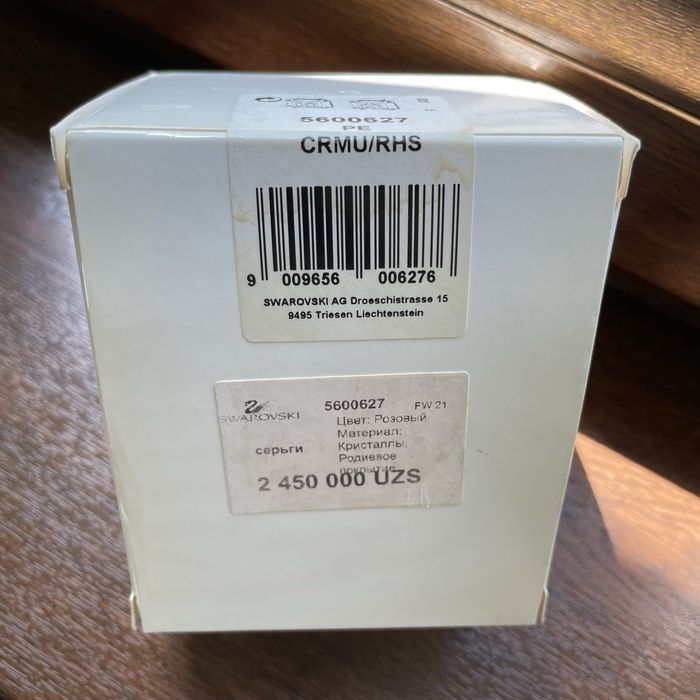 5600627
PE
CRMU/RHS
9 009656 006276
SWAROVSKI AG Droeschistrasse 15
9495 Triesen Liechtenstein
SWAROVSKI 5600627 FW 21
Цвет: Розовый
Материал:
серьги Кристаллы.
Родиевое
покрытие
2 450 000 UZS